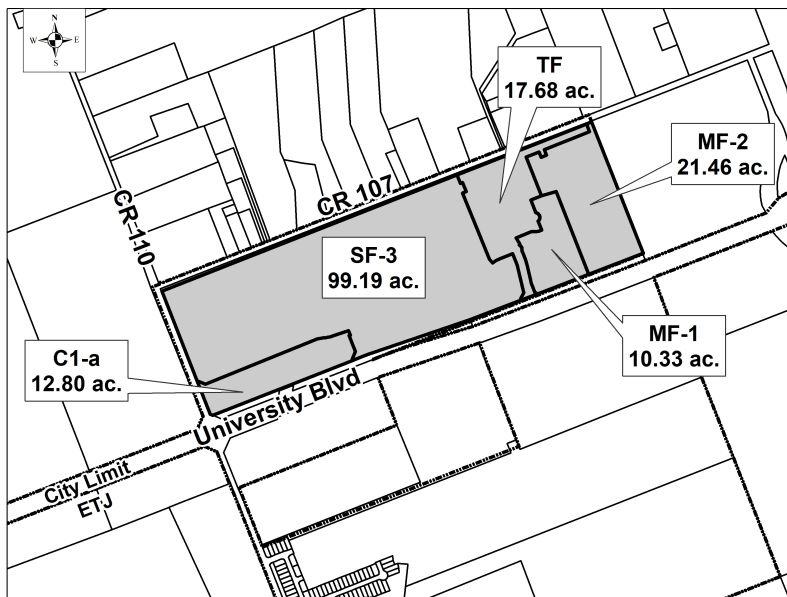 N
W E
S
TF
17.68 ac.
MF-2
21.46 ac.
CR 107
CR 110
SF-3
99.19 ac.
MF-1
10.33 ac.
C1-a
12.80 ac.
University Blvd
City Limit
ETJ